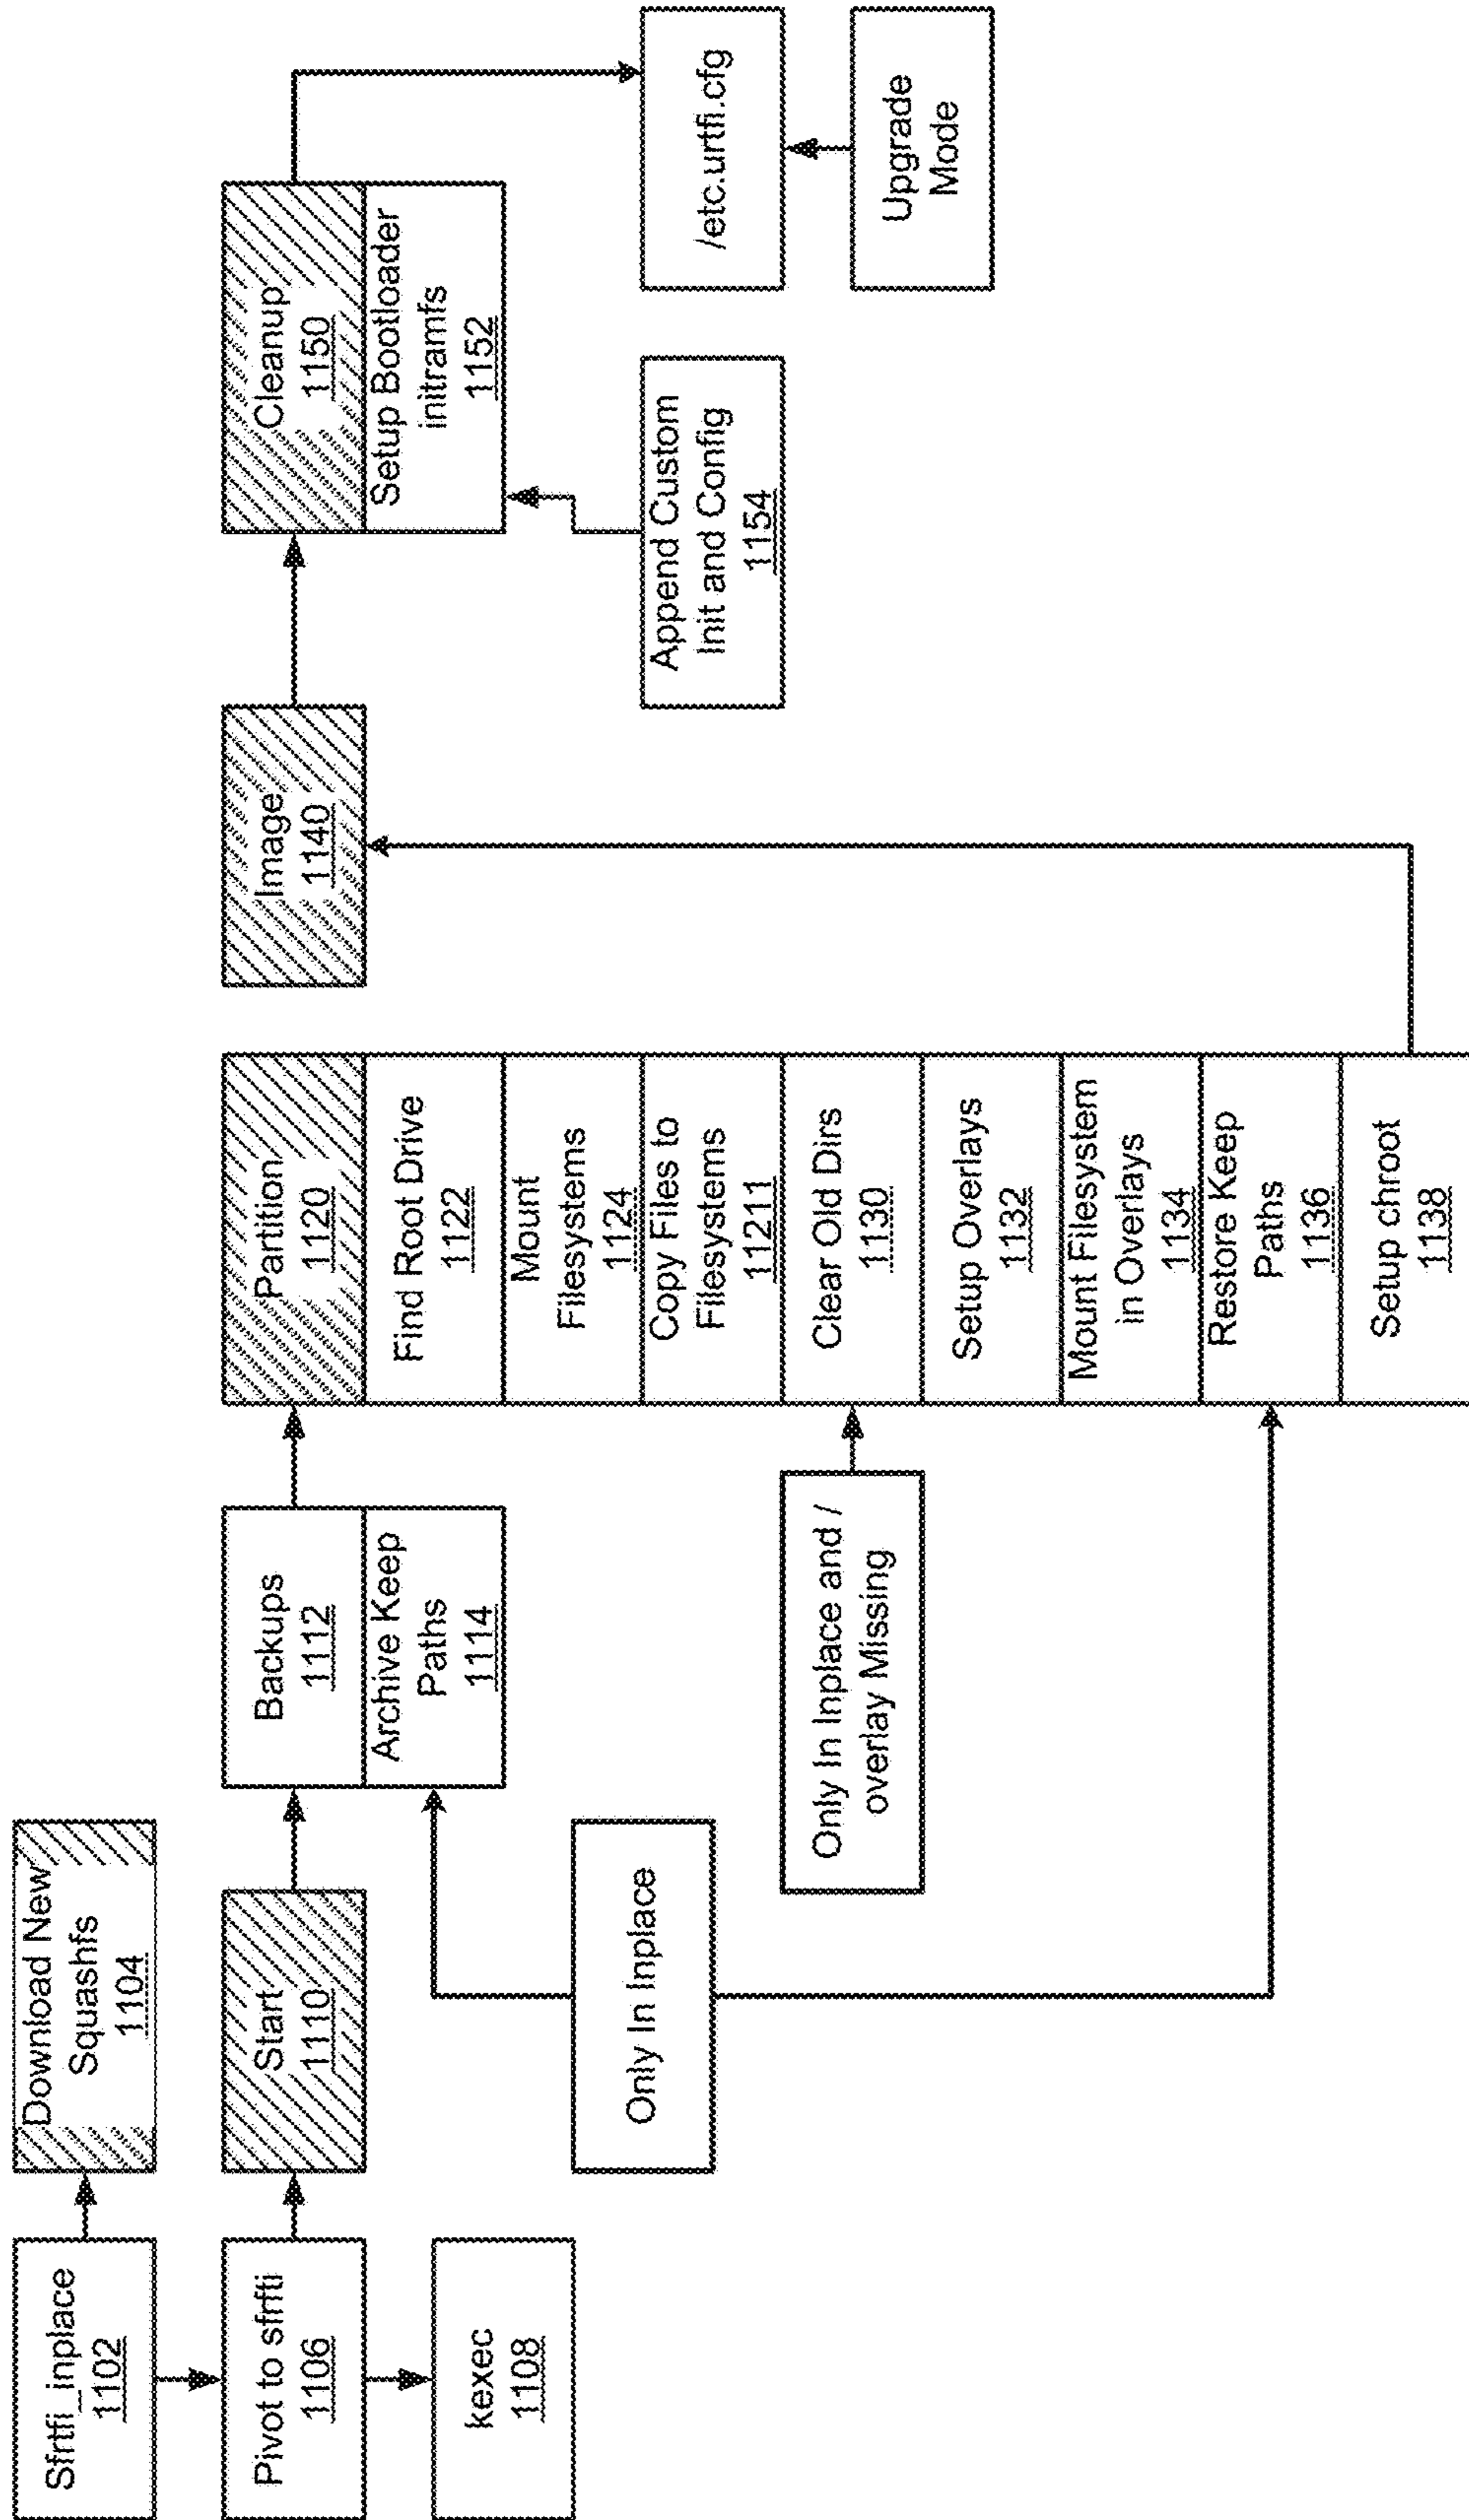 Sfrtfi_inplace
1102
Download New
Squashfs
1104
Pivot to sfrfti
1106
kexec
1108
Start
1110
Only In Inplace
Backups
1112
Archive Keep
Paths
1114
Only In Inplace and /
overlay Missing
Partition
1120
Find Root Drive
1122
Mount
Filesystems
1124
Copy Files to
Filesystems
11211
Clear Old Dirs
1130
Setup Overlays
1132
Mount Filesystem
in Overlays
1134
Restore Keep
Paths
1136
Setup chroot
1138
Image
1140
Cleanup
1150
Setup Bootloader
initramfs
1152
Append Custom
Init and Config
1154
/etc.urtfi.cfg
Upgrade
Mode